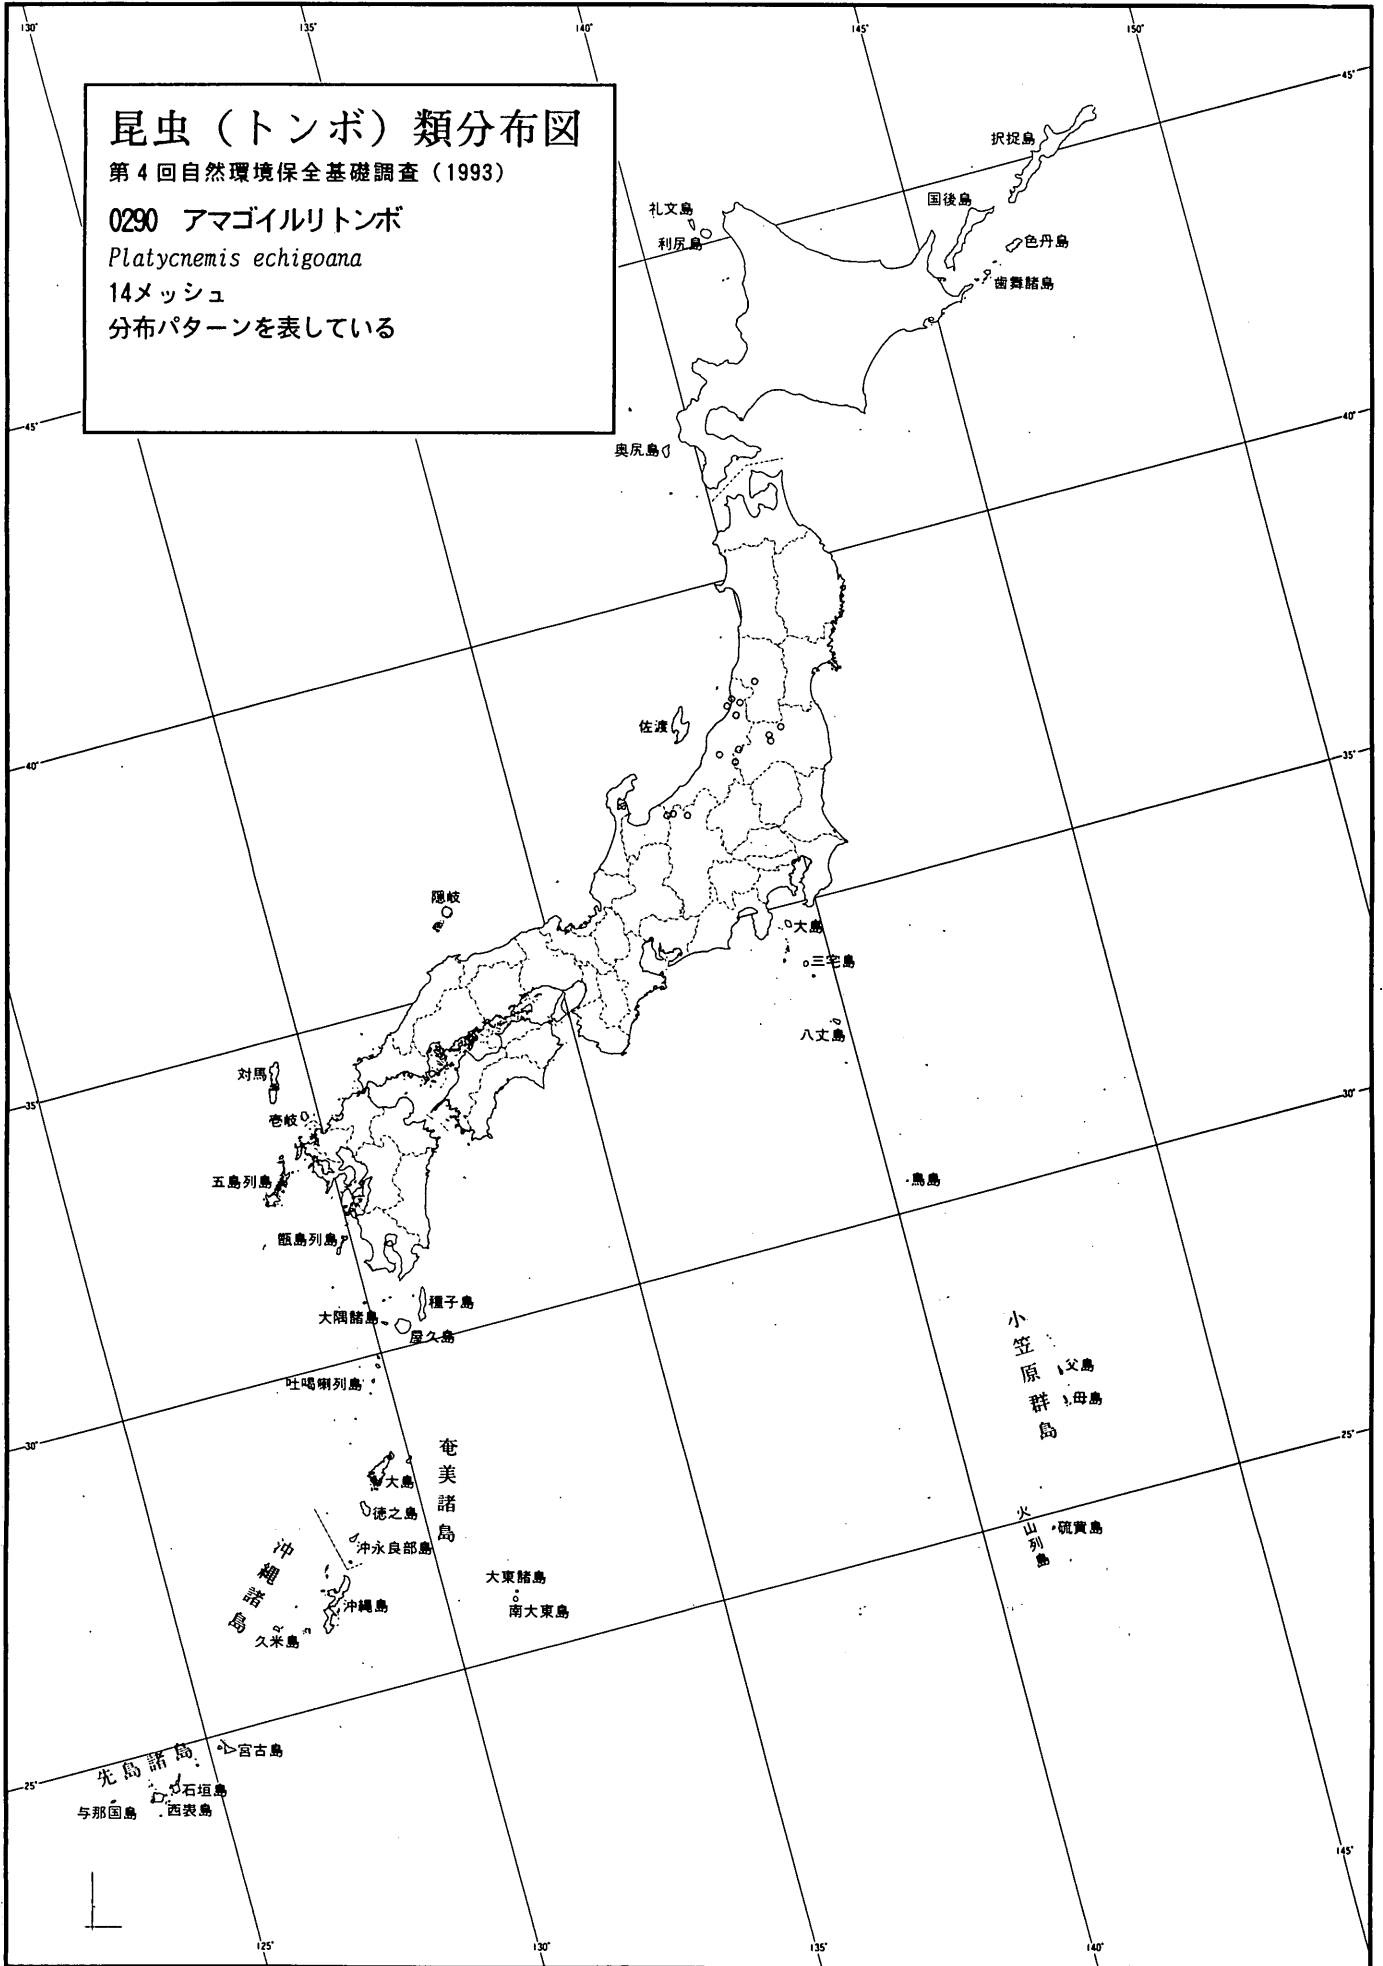 130°
135°
140°
145°
150°
昆虫（トンボ）類分布図
第4回自然環境保全基礎調査（1993）
0290 アマゴイルリトンボ
Platycnemis echigoana
14メッシュ
分布パターンを表している
45°
択捉島
国後島
色丹島
歯舞諸島
礼文島
利尻島
45°
40°
奥尻島
佐渡
40°
35°
隠岐
大島
三宅島
八丈島
対馬
35°
壱岐
30°
五島列島
鳥島
甑島列島
種子島
大隅諸島
屋久島
吐喝喇列島
小笠原群島
父島
母島
30°
25°
奄美諸島
大島
徳之島
沖永良部島
火山列島
硫黄島
沖縄諸島
沖縄島
久米島
大東諸島
南大東島
先島諸島
宮古島
25°
石垣島
与那国島
西表島
145°
125°
130°
135°
140°